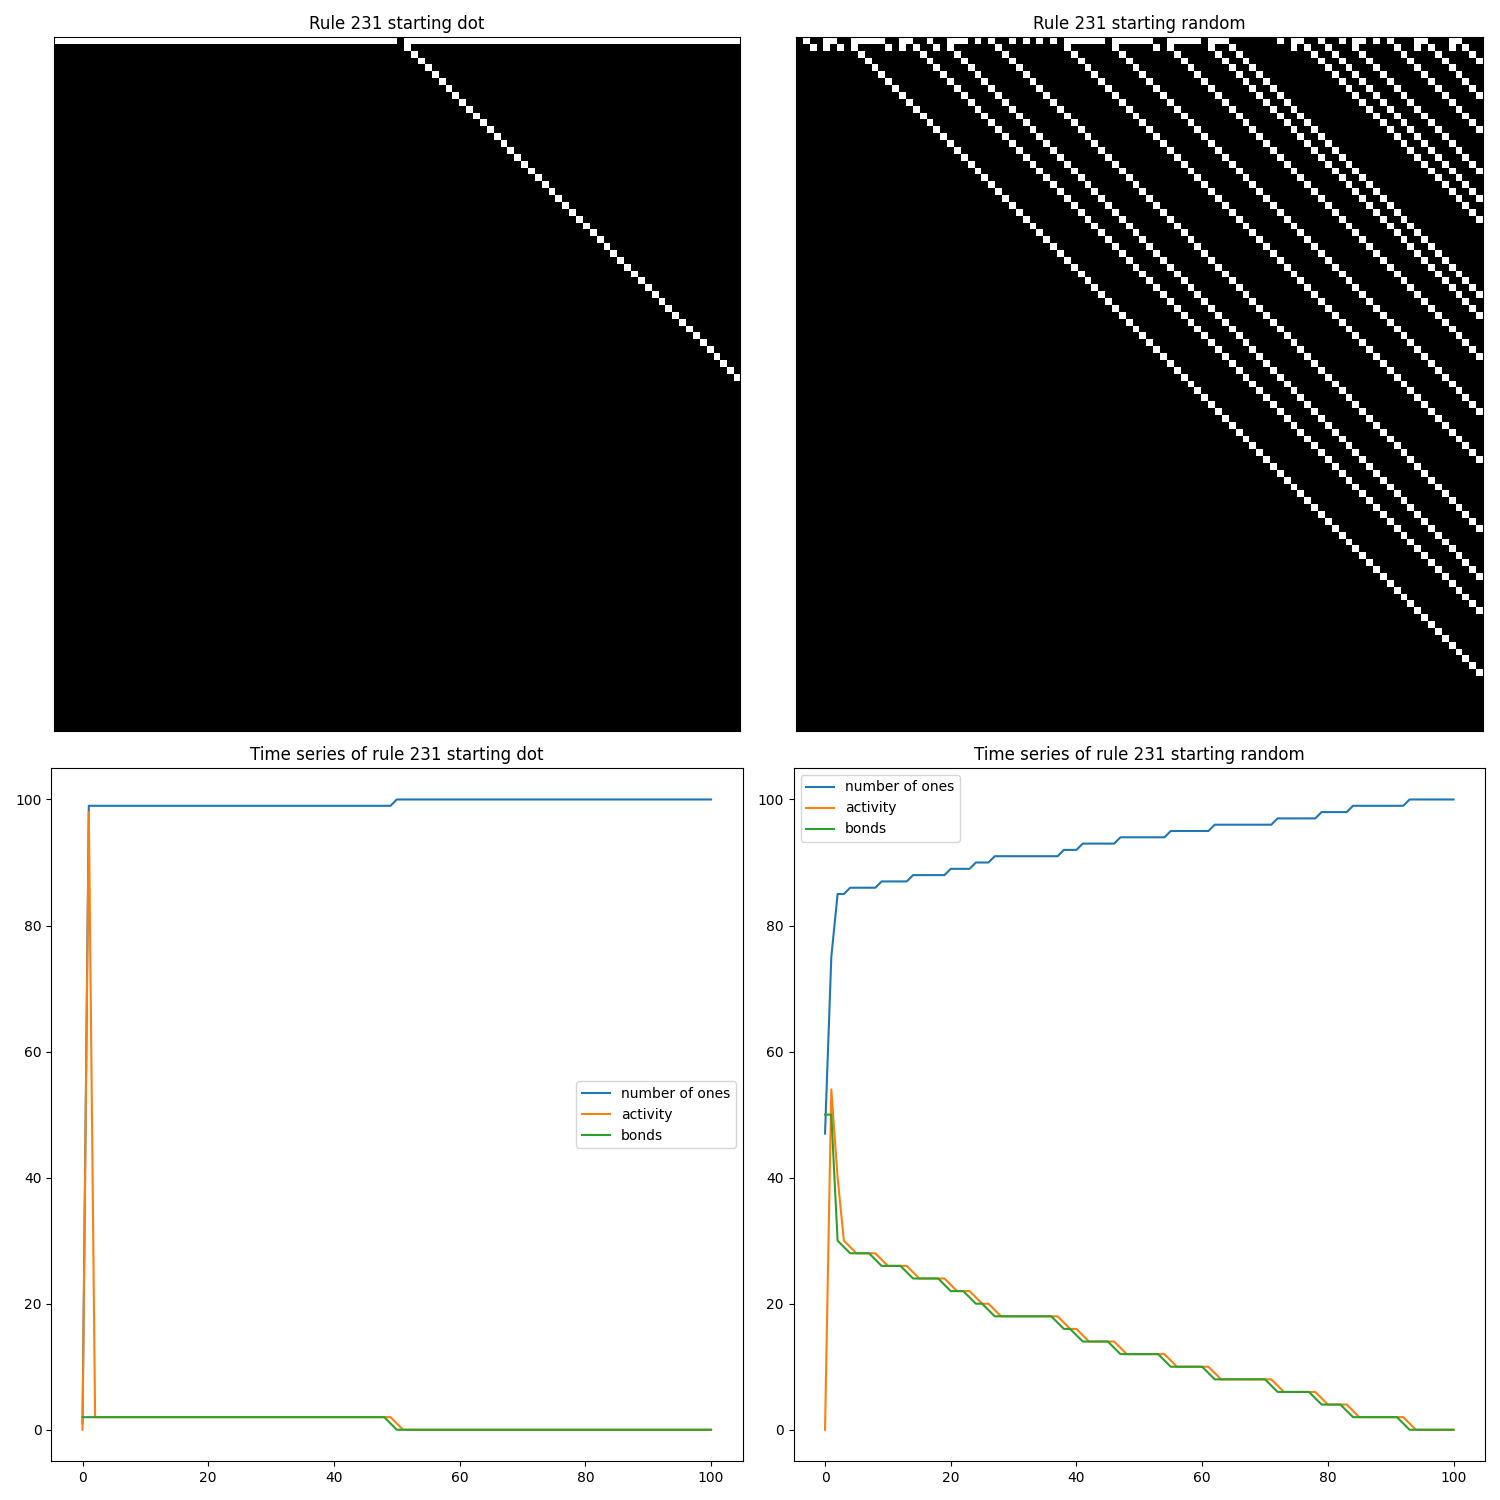 Rule 231 starting dot
Rule 231 starting random
Time series of rule 231 starting dot
100
80
60
40
20
0
number of ones
activity
bonds
0 20 40 60 80 100
Time series of rule 231 starting random
number of ones
activity
bonds
100
80
60
40
20
0
0 20 40 60 80 100